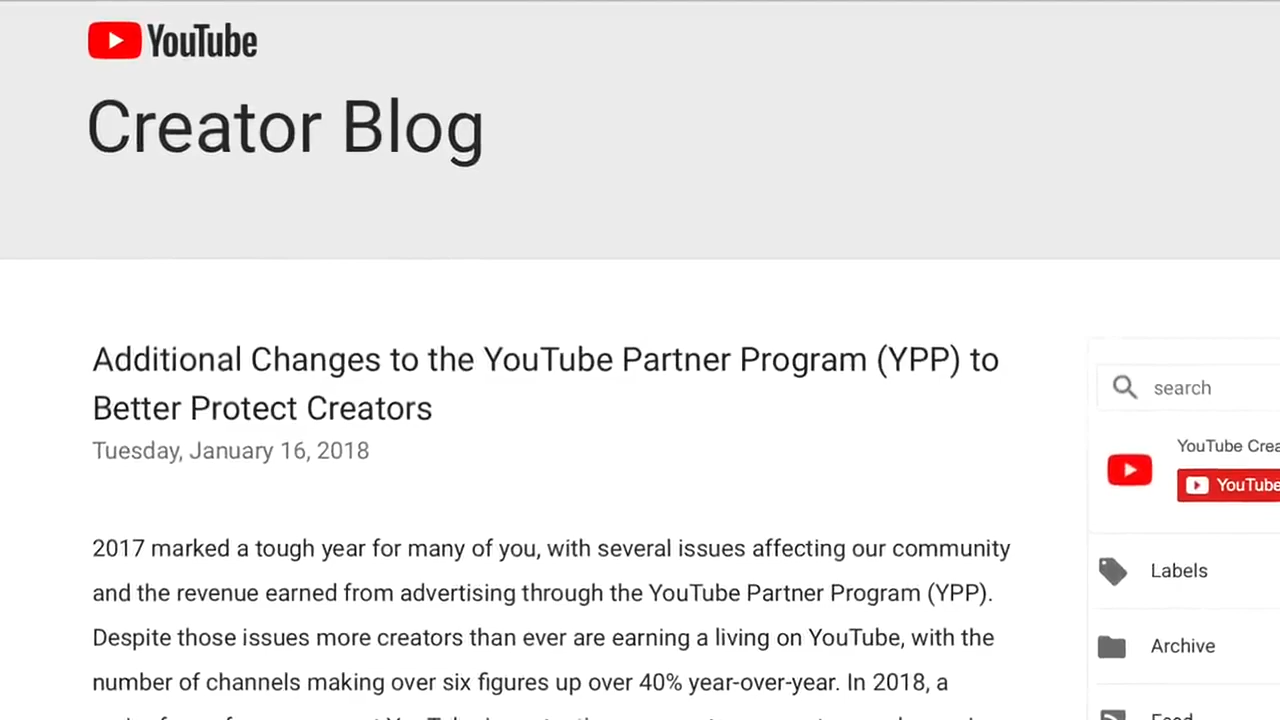 YouTube
Creator Blog
Additional Changes to the YouTube Partner Program (YPP) to
Better Protect Creators
Tuesday, January 16, 2018
search
YouTube Crea
YouTube
2017 marked a tough year for many of you, with several issues affecting our community
and the revenue earned from advertising through the YouTube Partner Program (YPP).
Despite those issues more creators than ever are earning a living on YouTube, with the
number of channels making over six figures up over 40% year-over-year. In 2018, a
Labels
Archive
Feed